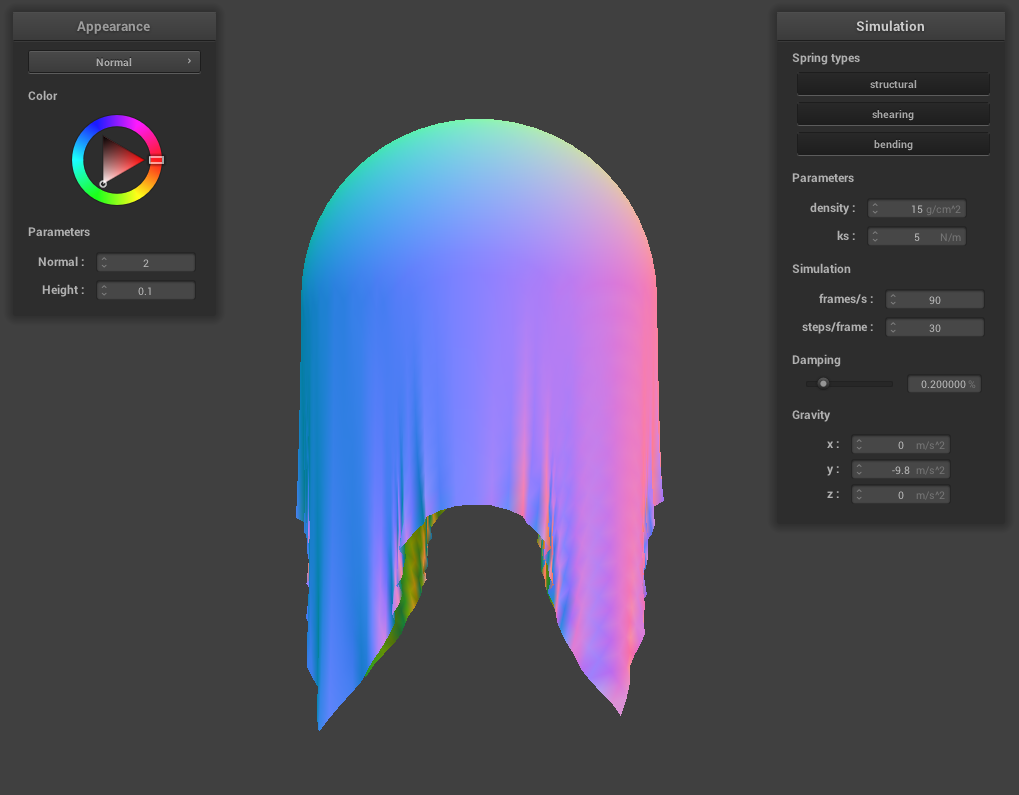 Appearance
Normal ›
Color
Parameters
Normal : 2
Height : 0.1
Simulation
Spring types
structural
shearing
bending
Parameters
density : 15 g/cm^2
ks : 5 N/m
Simulation
frames/s : 90
steps/frame : 30
Damping
0.200000 %
Gravity
x : 0 m/s^2
y : -9.8 m/s^2
z : 0 m/s^2